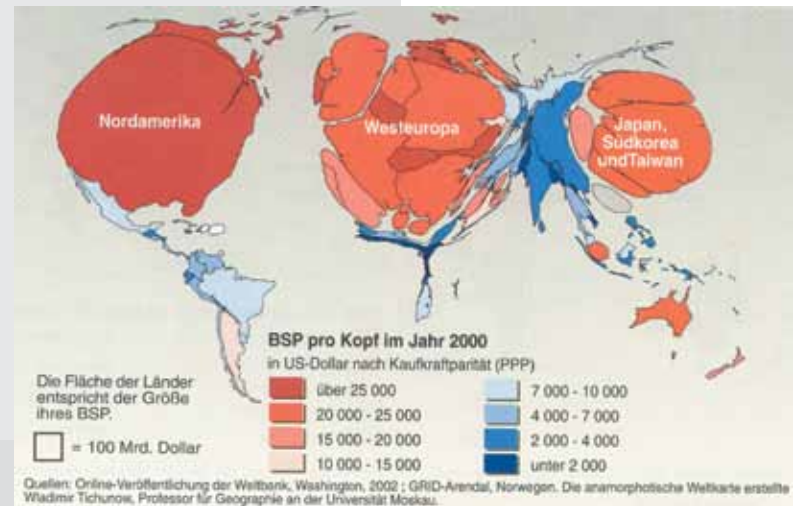 Nordamerika
Westeuropa
Japan,
Südkorea
undTaiwan
BSP pro Kopf im Jahr 2000
in US-Dollar nach Kaufkraftparität (PPP)
über 25 000
20 000 - 25 000
15 000 - 20 000
10 000 - 15 000
7 000 - 10 000
4 000 - 7 000
2 000 - 4 000
unter 2 000
Die Fläche der Länder
entspricht der Größe
ihres BSP.
= 100 Mrd. Dollar
Quellen: Online-Veröffentlichung der Weltbank, Washington, 2002 ; GRID-Arendal, Norwegen. Die anamorphotische Weltkarte erstellte
Wladimir Tichunow, Professor für Geographie an der Universität Moskau.